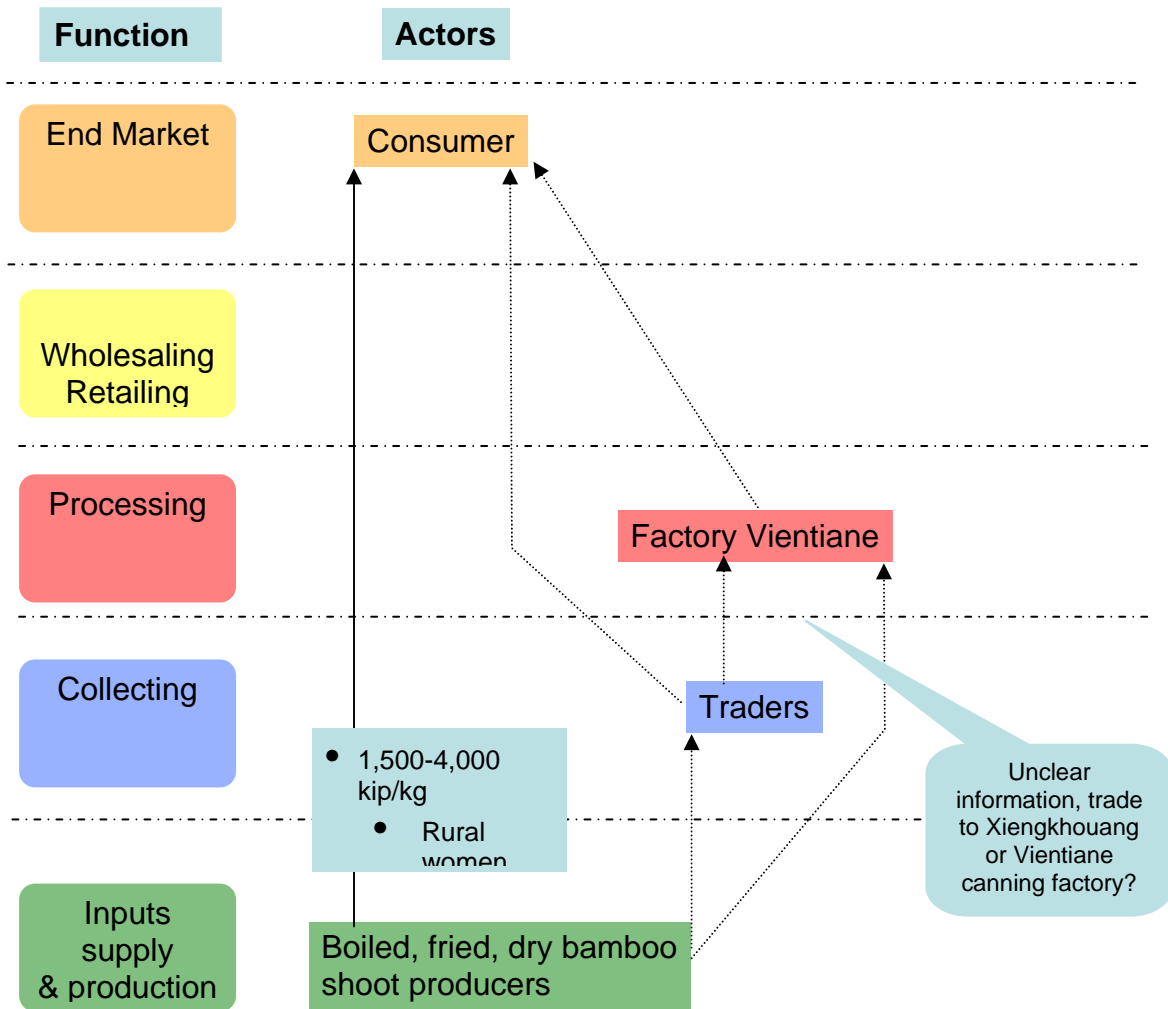 Function
Actors
End Market
Consumer
Wholesaling
Retailing
Processing
Factory Vientiane
Collecting
Traders
• 1,500-4,000
kip/kg
• Rural
women
Unclear
information, trade
to Xiengkhouang
or Vientiane
canning factory?
Inputs
supply
& production
Boiled, fried, dry bamboo
shoot producers